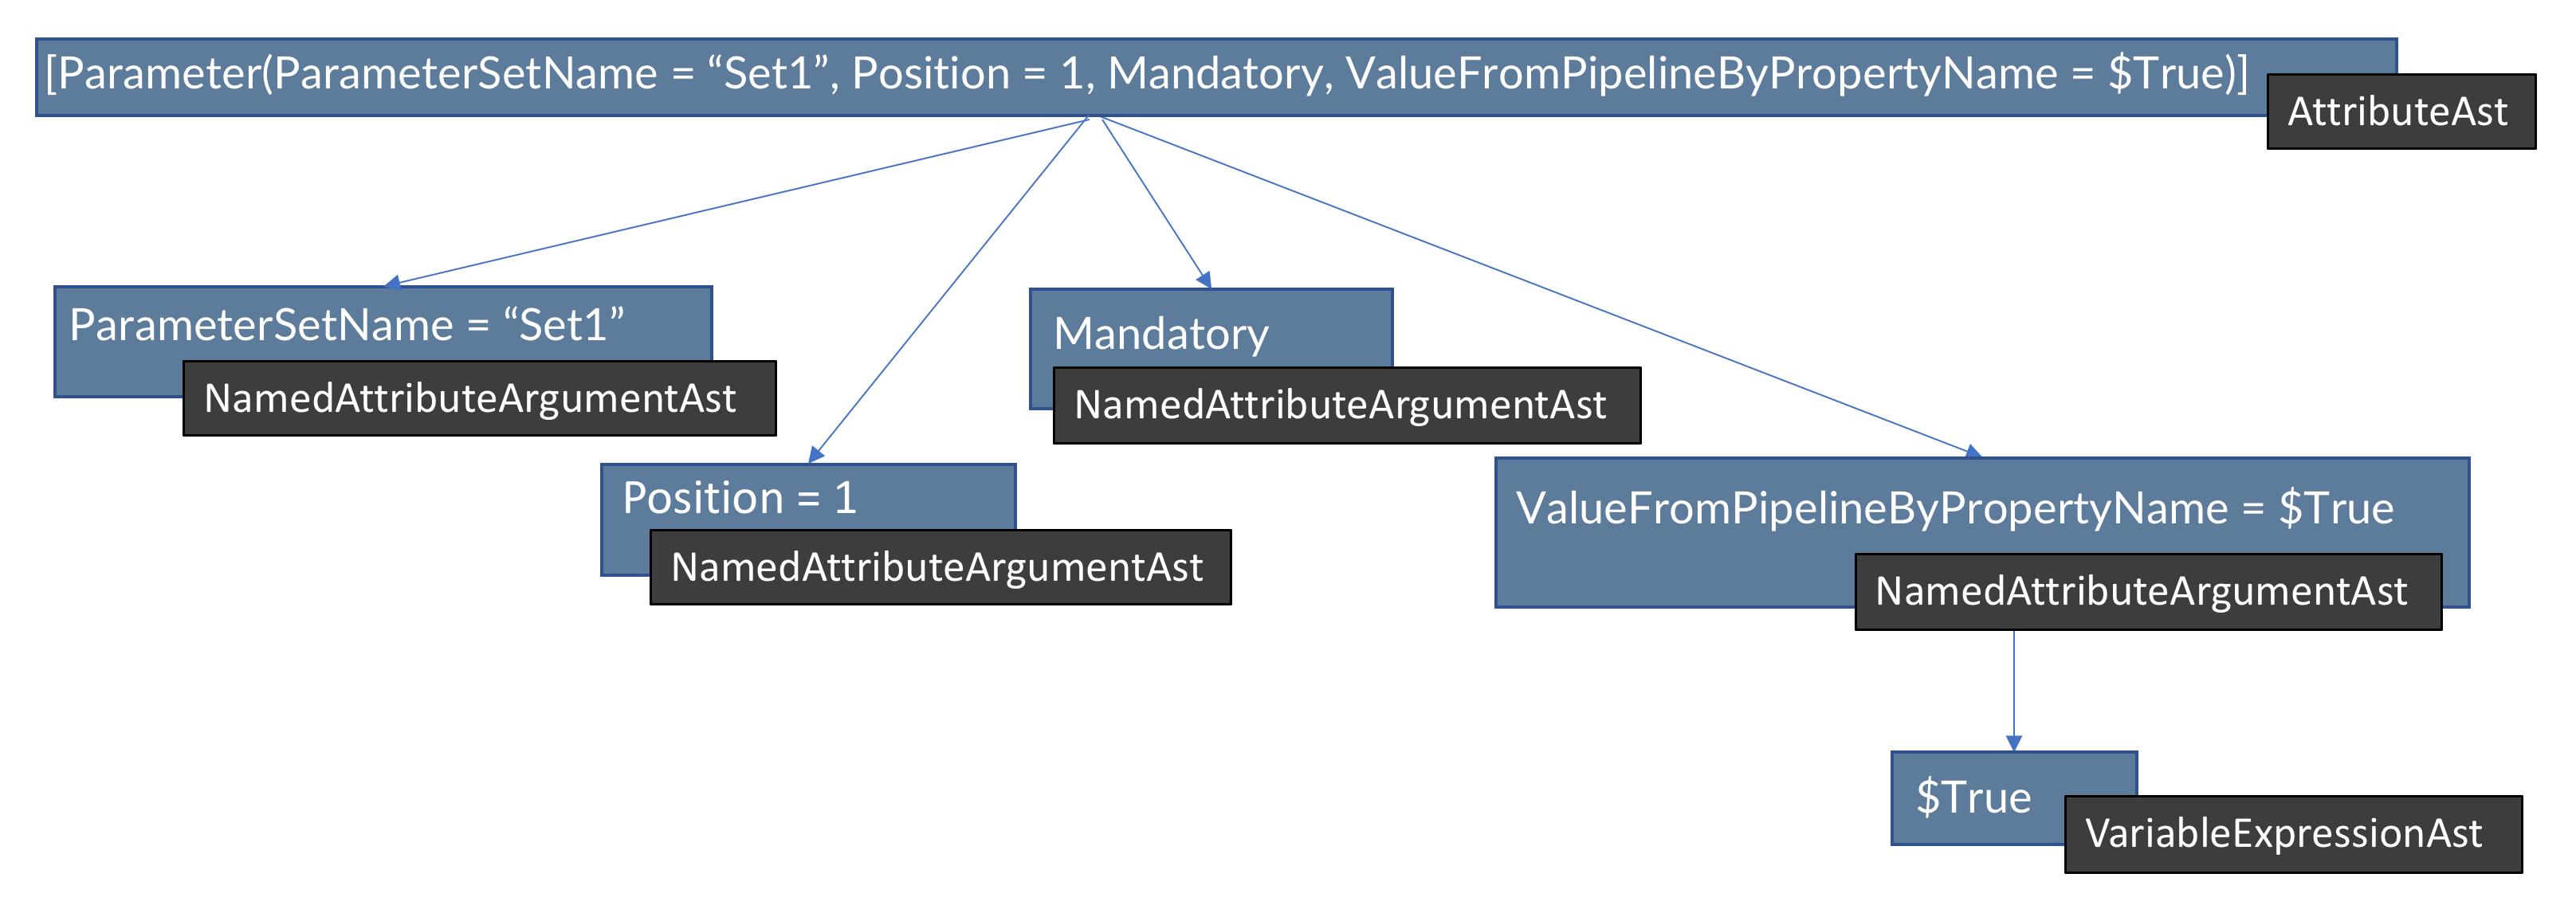 [Parameter(ParameterSetName = “Set1”, Position = 1, Mandatory, ValueFromPipelineByPropertyName = $True)]
AttributeAst
ParameterSetName = “Set1”
NamedAttributeArgumentAst
Mandatory
NamedAttributeArgumentAst
Position = 1
NamedAttributeArgumentAst
ValueFromPipelineByPropertyName = $True
NamedAttributeArgumentAst
$True
VariableExpressionAst